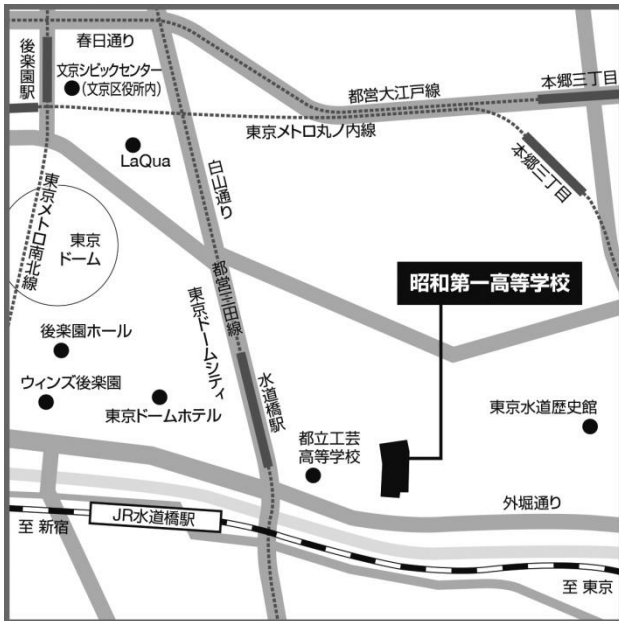 春日通り
後楽園駅
文京シビックセンター
(文京区役所内)
都営大江戸線
本郷三丁目
東京メトロ丸ノ内線
本郷三丁目
LaQua
白山通り
東京メトロ南北線
東京
ドーム
都営三田線
昭和第一高等学校
東京ドームシティ
後楽園ホール
水道橋駅
ウィンズ後楽園
東京ドームホテル
東京水道歴史館
都立工芸
高等学校
外堀通り
JR水道橋駅
至 新宿
至 東京